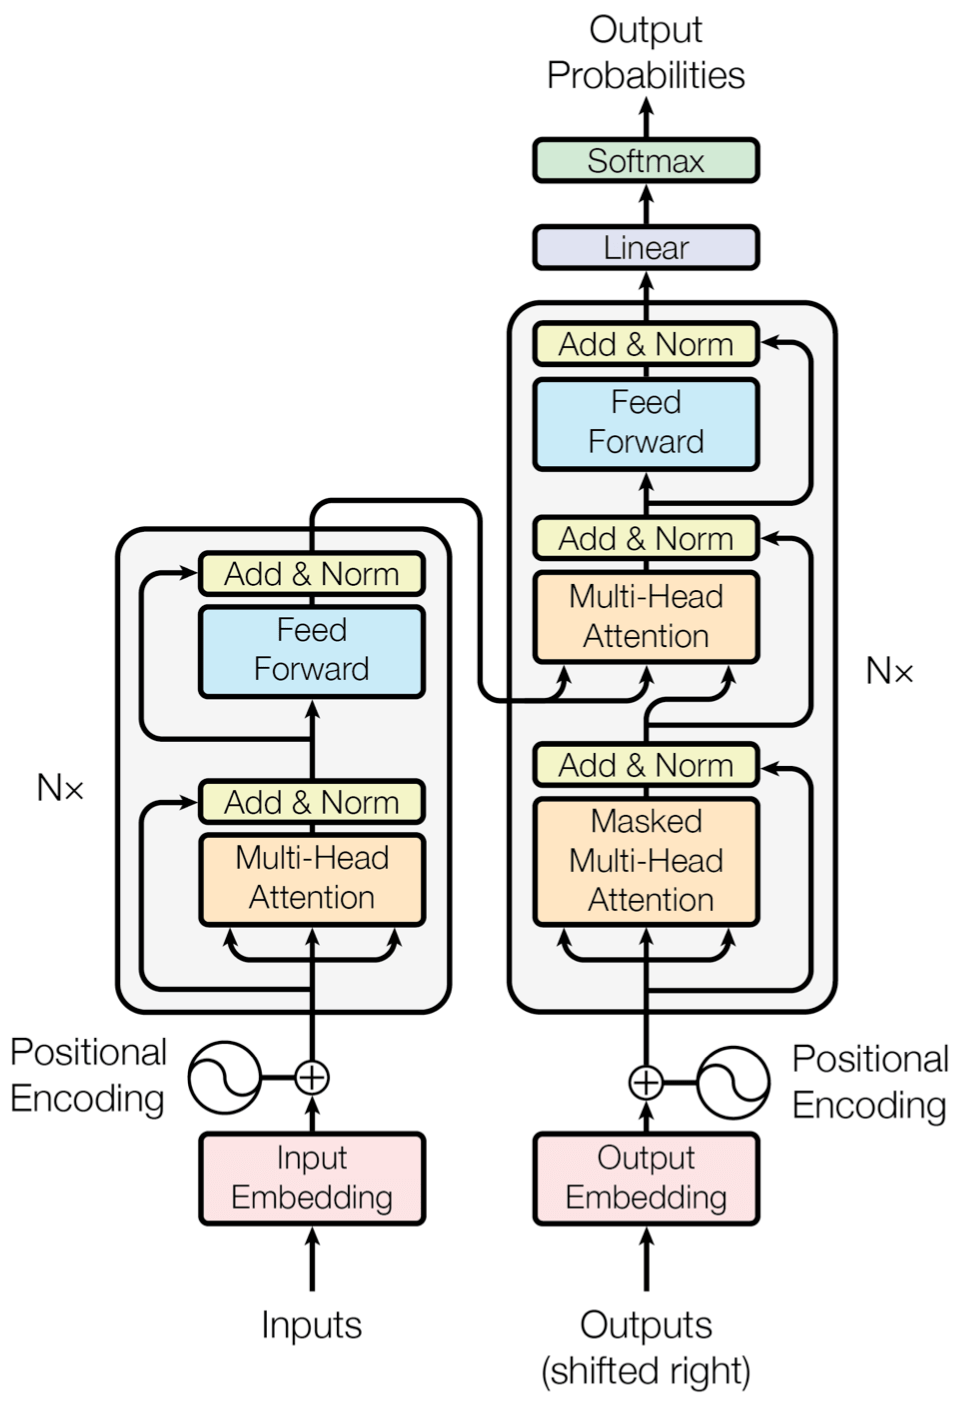 Output
Probabilities
Softmax
Linear
Add & Norm
Feed
Forward
Add & Norm
Multi-Head
Attention
Nx
Add & Norm
Masked
Multi-Head
Attention
Positional
Encoding
Output
Embedding
Outputs
(shifted right)
Add & Norm
Feed
Forward
Nx
Add & Norm
Multi-Head
Attention
Positional
Encoding
Input
Embedding
Inputs